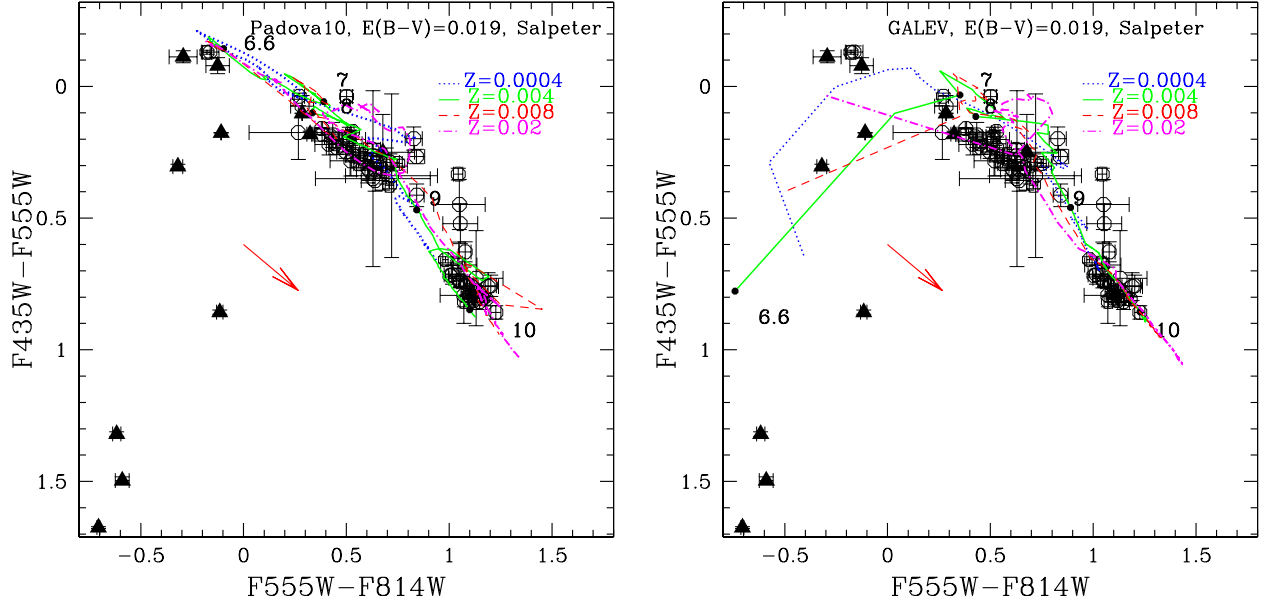 Padova10, E(B−V)=0.019, Salpeter
6.6
7
8
Z=0.0004
Z=0.004
Z=0.008
Z=0.02
9
10
0
0.5
1
1.5
F435W−F555W
−0.5
0
0.5
1
1.5
F555W−F814W
GALEV, E(B−V)=0.019, Salpeter
7
8
Z=0.0004
Z=0.004
Z=0.008
Z=0.02
9
6.6
10
0
0.5
1
1.5
F435W−F555W
−0.5
0
0.5
1
1.5
F555W−F814W